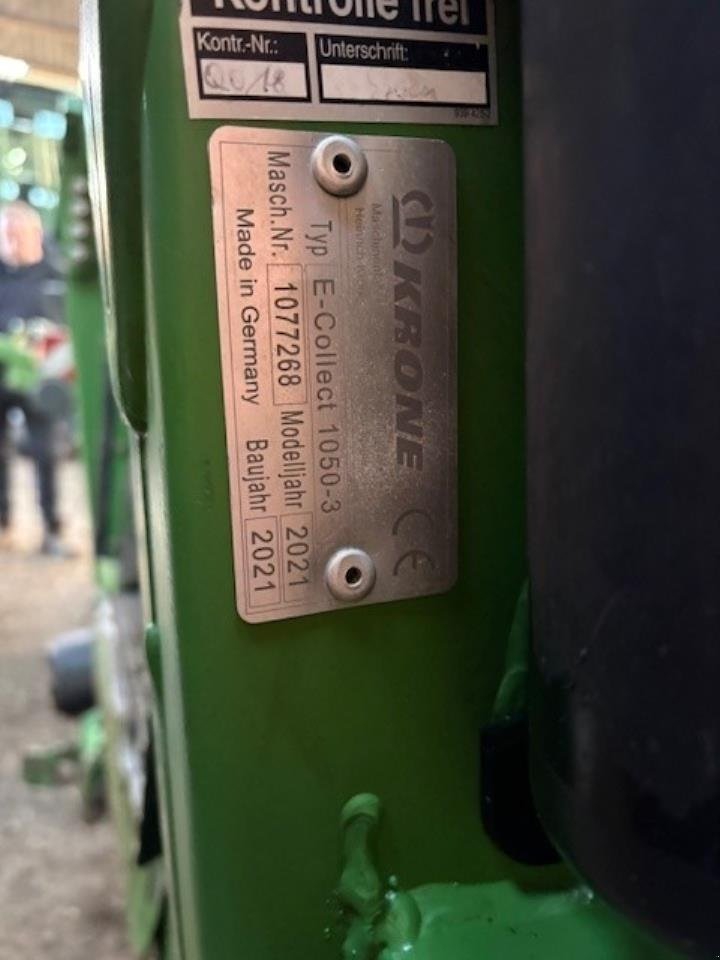 Kontrolle frei
Kontr.-Nr.:
Unterschrift:
KRONE CE
Typ E-Collect 1050-3
Masch.Nr. 1077268 Modelljahr 2021
Made in Germany Baujahr 2021